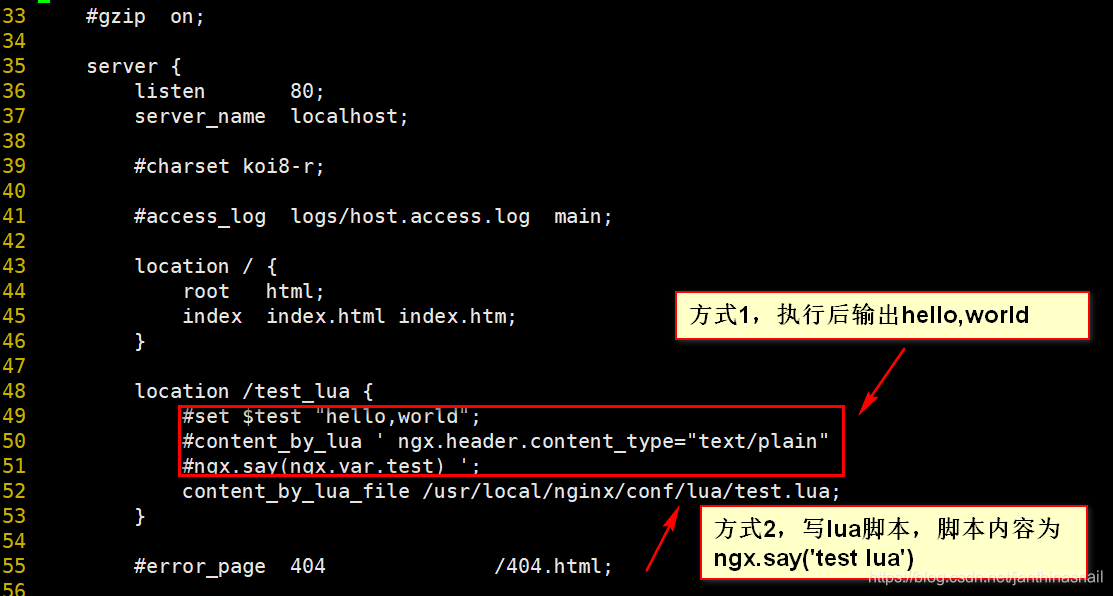 33     #gzip  on;
34
35     server {
36         listen       80;
37         server_name  localhost;
38
39         #charset koi8-r;
40
41         #access_log  logs/host.access.log  main;
42
43         location / {
44             root   html;
45             index  index.html index.htm;
46         }
方式1，执行后输出hello,world
47
48         location /test_lua {
49             #set $test "hello,world";
50             #content_by_lua ' ngx.header.content_type="text/plain"
51             #ngx.say(ngx.var.test) ';
52             content_by_lua_file /usr/local/nginx/conf/lua/test.lua;
53         }
方式2，写lua脚本，脚本内容为
ngx.say('test lua')
54
55         #error_page  404              /404.html;
56
https://blog.csdn.net/janthinasnail